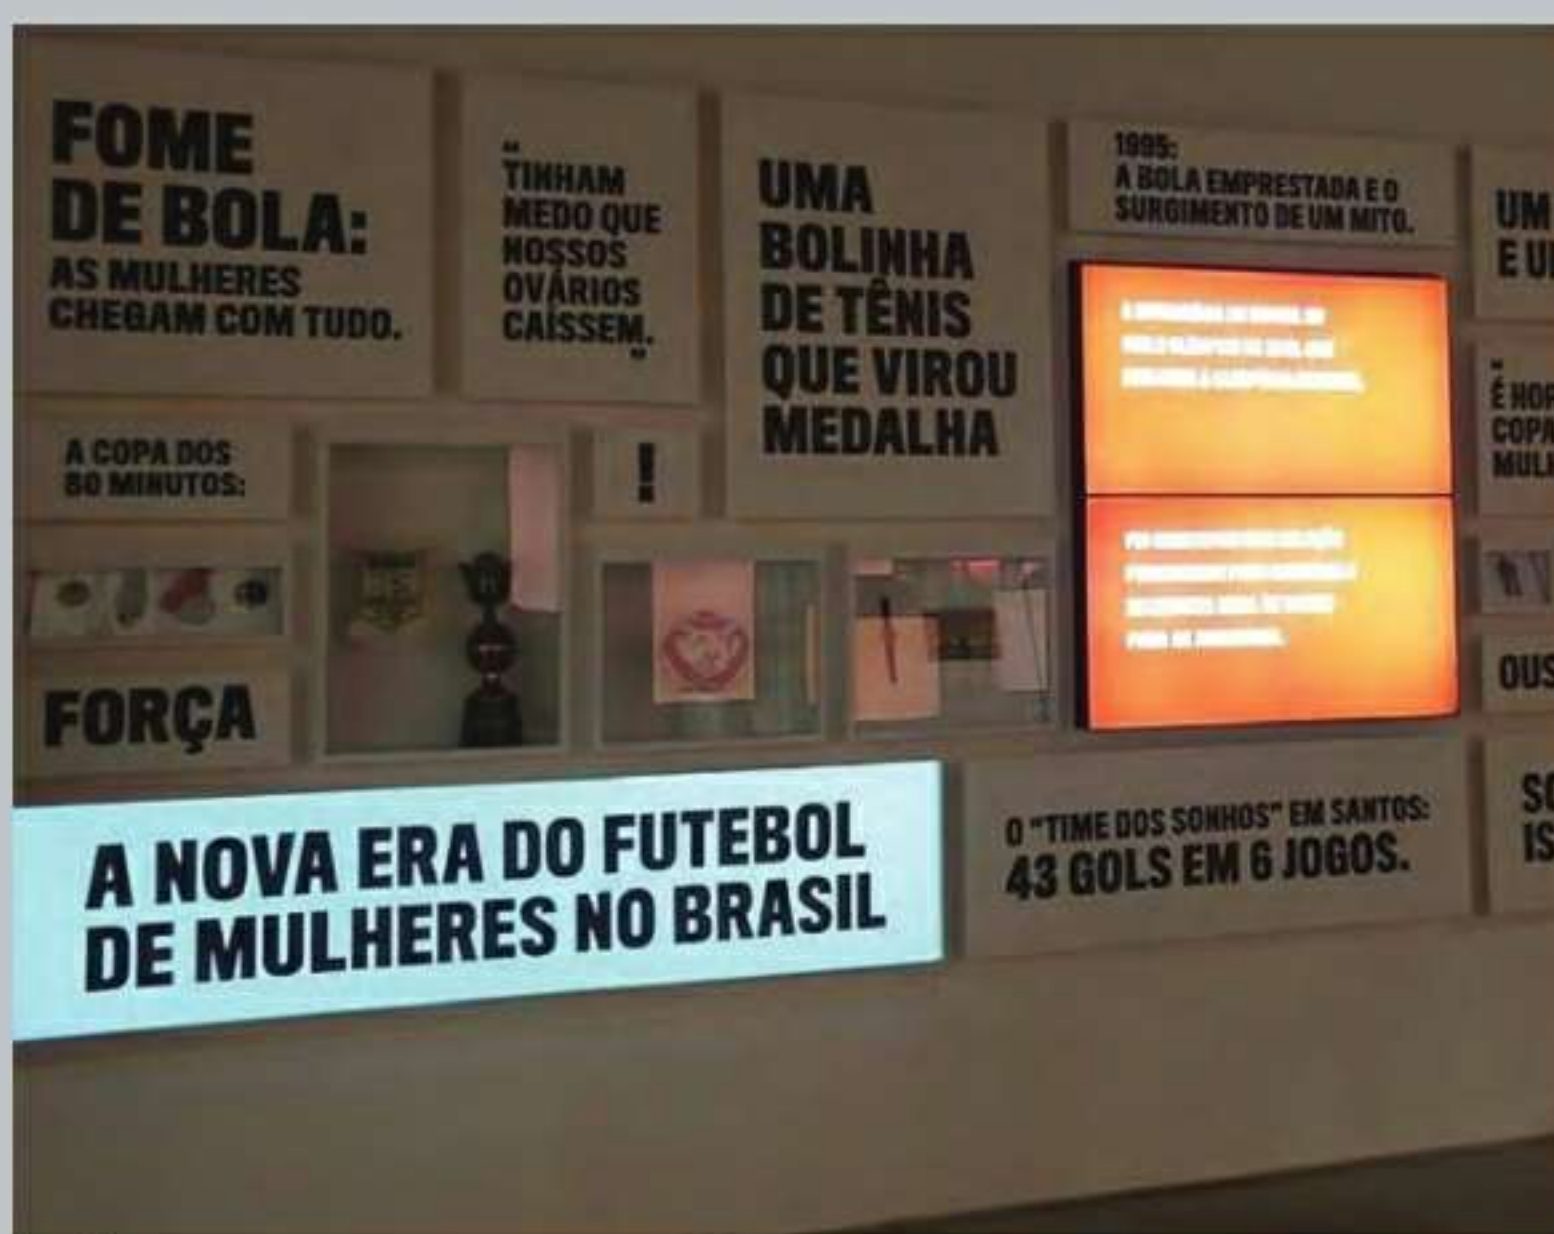 FOME
DE BOLA:
AS MULHERES
CHEGAM COM TUDO.
“
TINHAM
MEDO QUE
NOSSOS
OVÁRIOS
CAÍSSEM.
”
UMA
BOLINHA
DE TÊNIS
QUE VIROU
MEDALHA
1995:
A BOLA EMPRESTADA E O
SURGIMENTO DE UM MITO.
UM
A COPA DOS
80 MINUTOS:
!
FORÇA
A NOVA ERA DO FUTEBOL
DE MULHERES NO BRASIL
O "TIME DOS SONHOS" EM SANTOS:
43 GOLS EM 6 JOGOS.